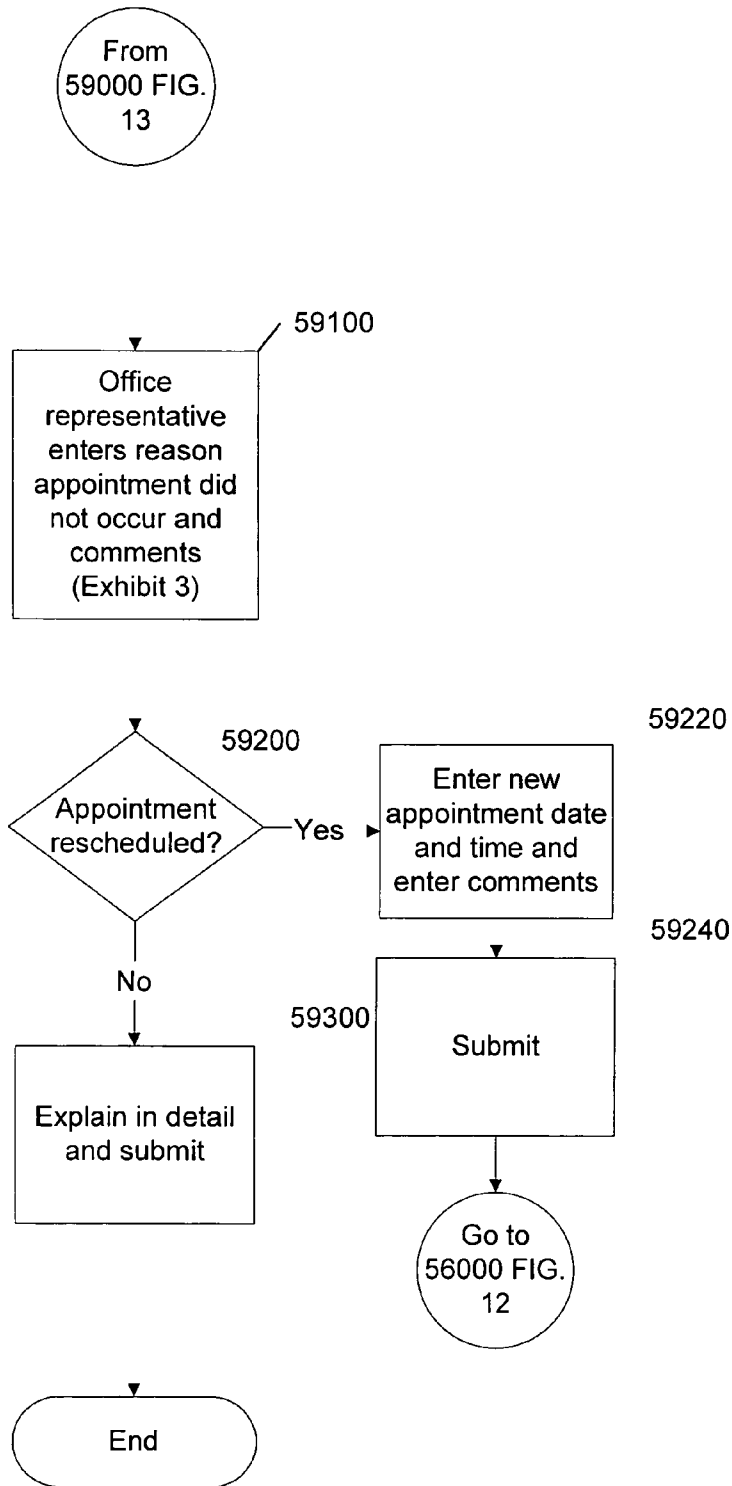 From
59000 FIG.
13
59100
Office
representative
enters reason
appointment did
not occur and
comments
(Exhibit 3)
59200
Appointment
rescheduled?
Yes
59220
Enter new
appointment date
and time and
enter comments
59240
Submit
No
59300
Explain in detail
and submit
Go to
56000 FIG.
12
End